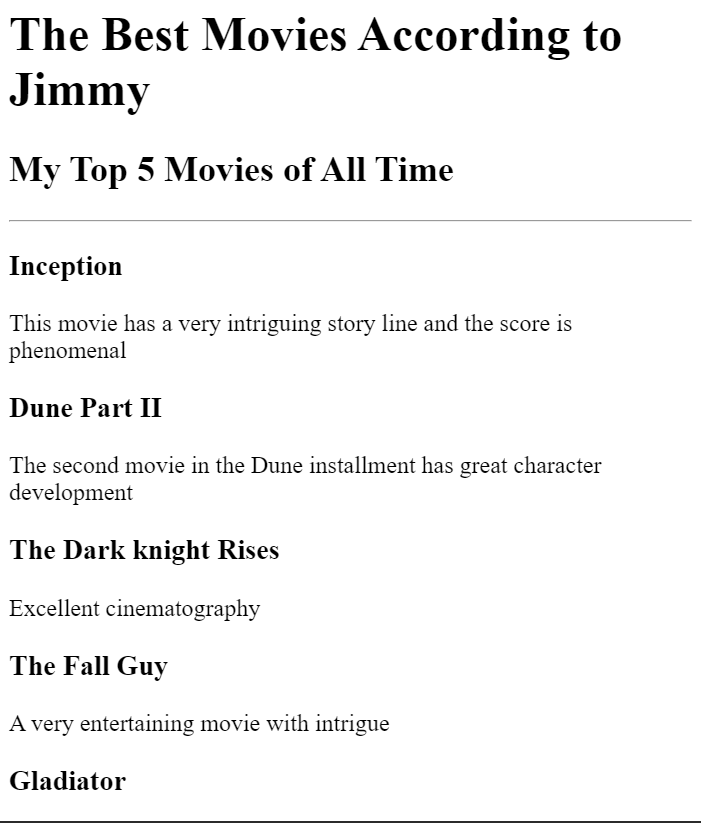 The Best Movies According to
Jimmy
My Top 5 Movies of All Time
Inception
This movie has a very intriguing story line and the score is
phenomenal
Dune Part II
The second movie in the Dune installment has great character
development
The Dark knight Rises
Excellent cinematography
The Fall Guy
A very entertaining movie with intrigue
Gladiator